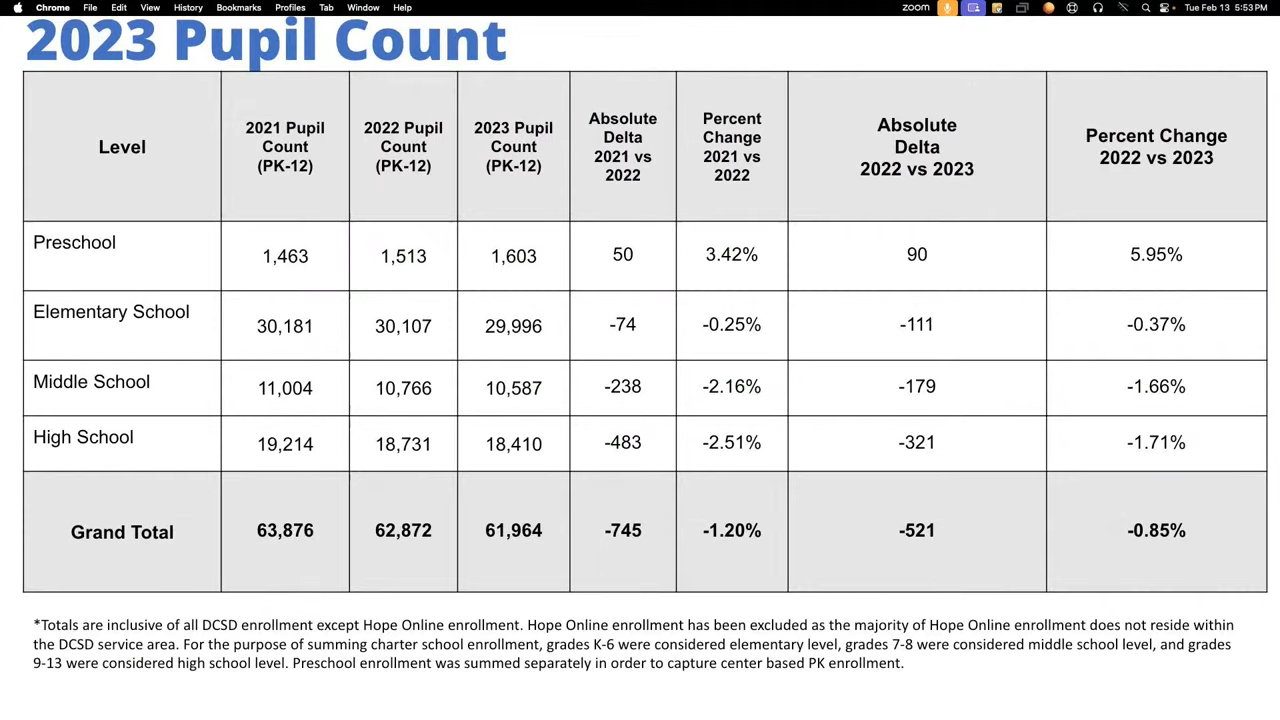 Chrome File Edit View History Bookmarks Profiles Tab Window Help zoom Tue Feb 13 5:53 PM
2023 Pupil Count
Level
2021 Pupil
Count
(PK-12)
2022 Pupil
Count
(PK-12)
2023 Pupil
Count
(PK-12)
Absolute
Delta
2021 vs
2022
Percent
Change
2021 vs
2022
Absolute
Delta
2022 vs 2023
Percent Change
2022 vs 2023
Preschool 1,463 1,513 1,603 50 3.42% 90 5.95%
Elementary School 30,181 30,107 29,996 -74 -0.25% -111 -0.37%
Middle School 11,004 10,766 10,587 -238 -2.16% -179 -1.66%
High School 19,214 18,731 18,410 -483 -2.51% -321 -1.71%
Grand Total 63,876 62,872 61,964 -745 -1.20% -521 -0.85%
*Totals are inclusive of all DCSD enrollment except Hope Online enrollment. Hope Online enrollment has been excluded as the majority of Hope Online enrollment does not reside within
the DCSD service area. For the purpose of summing charter school enrollment, grades K-6 were considered elementary level, grades 7-8 were considered middle school level, and grades
9-13 were considered high school level. Preschool enrollment was summed separately in order to capture center based PK enrollment.